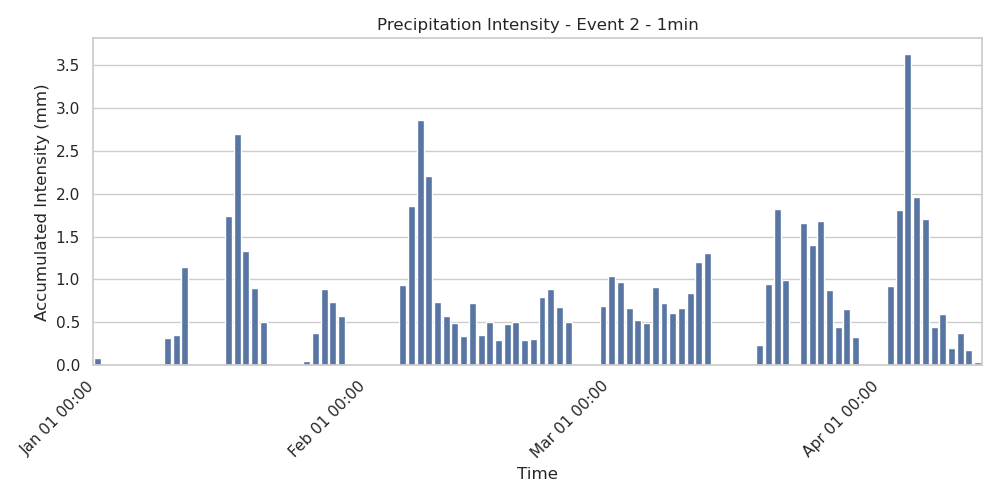 Precipitation Intensity - Event 2 - 1min
Accumulated Intensity (mm)
3.5
3.0
2.5
2.0
1.5
1.0
0.5
0.0
Jan 01 00:00
Feb 01 00:00
Mar 01 00:00
Apr 01 00:00
Time